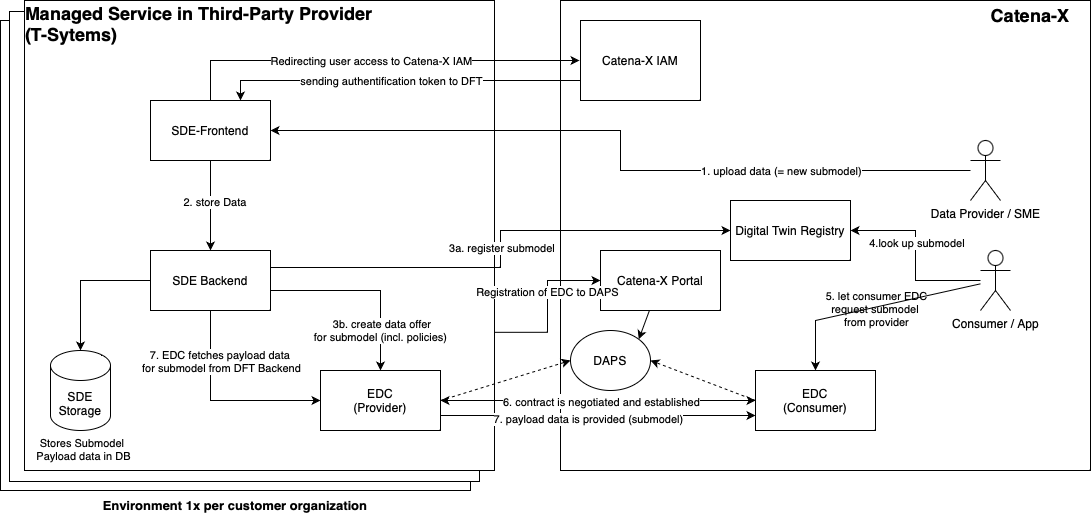 Managed Service in Third-Party Provider
(T-Sytems)
Catena-X
Redirecting user access to Catena-X IAM
sending authentification token to DFT
Catena-X IAM
SDE-Frontend
1. upload data (= new submodel)
Data Provider / SME
2. store Data
Digital Twin Registry
3a. register submodel
4.look up submodel
SDE Backend
Catena-X Portal
Registration of EDC to DAPS
5. let consumer EDC
request submodel
from provider
Consumer / App
3b. create data offer
for submodel (incl. policies)
7. EDC fetches payload data
for submodel from DFT Backend
DAPS
SDE
Storage
EDC
(Provider)
6. contract is negotiated and established
7. payload data is provided (submodel)
EDC
(Consumer)
Stores Submodel
Payload data in DB
Environment 1x per customer organization